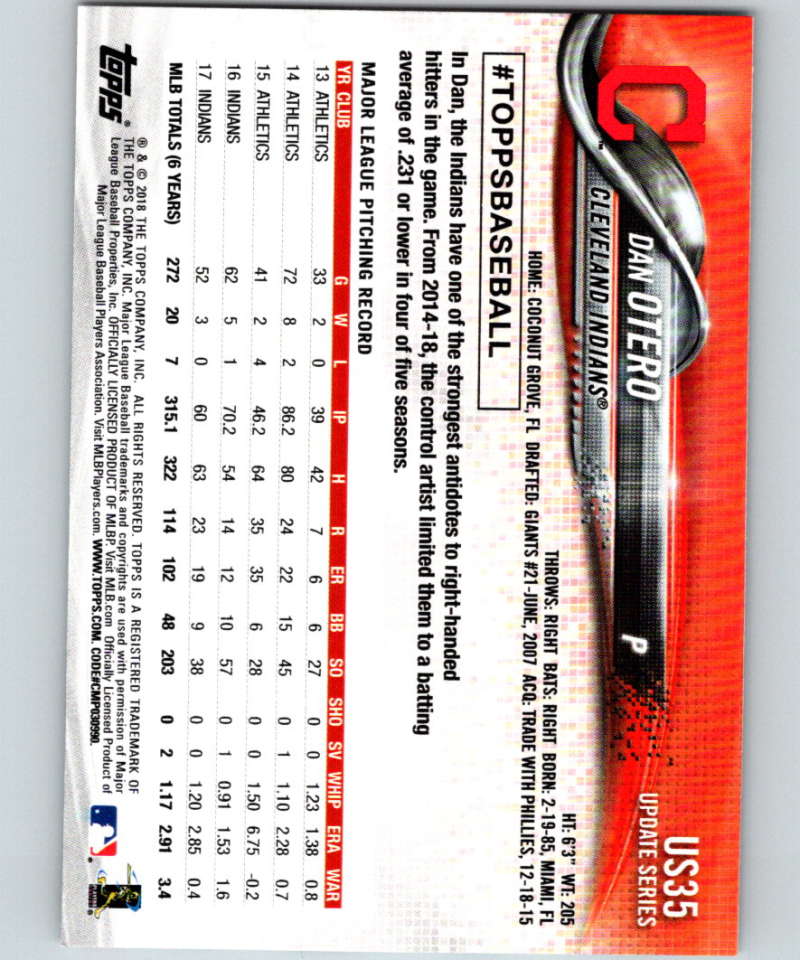 US35
UPDATE SERIES
C™
DAN OTERO P
CLEVELAND INDIANS®
HT: 6'3" WT: 205
THROWS: RIGHT BATS: RIGHT BORN: 2-19-85, MIAMI, FL
HOME: COCONUT GROVE, FL DRAFTED: GIANTS #21-JUNE, 2007 ACQ: TRADE WITH PHILLIES, 12-18-15
#TOPPSBASEBALL
In Dan, the Indians have one of the strongest antidotes to right-handed
hitters in the game. From 2014-18, the control artist limited them to a batting
average of .231 or lower in four of five seasons.
MAJOR LEAGUE PITCHING RECORD
YR CLUB G W L IP H R ER BB SO SHO SV WHIP ERA WAR
13 ATHLETICS 33 2 0 39 42 7 6 6 27 0 0 1.23 1.38 0.8
14 ATHLETICS 72 8 2 86.2 80 24 22 15 45 0 1 1.10 2.28 0.7
15 ATHLETICS 41 2 4 46.2 64 35 35 6 28 0 0 1.50 6.75 -0.2
16 INDIANS 62 5 1 70.2 54 14 12 10 57 0 1 0.91 1.53 1.6
17 INDIANS 52 3 0 60 63 23 19 9 38 0 0 1.20 2.85 0.4
MLB TOTALS (6 YEARS) 272 20 7 315.1 322 114 102 48 203 0 2 1.17 2.91 3.4
topps®
® & © 2018 THE TOPPS COMPANY, INC. ALL RIGHTS RESERVED. TOPPS IS A REGISTERED TRADEMARK OF
THE TOPPS COMPANY, INC. Major League Baseball trademarks and copyrights are used with permission of Major
League Baseball Properties, Inc. OFFICIALLY LICENSED PRODUCT OF MLBP. Visit MLB.com Officially Licensed Product of
Major League Baseball Players Association. Visit MLBPlayers.com. WWW.TOPPS.COM. CODE#CMP030990.